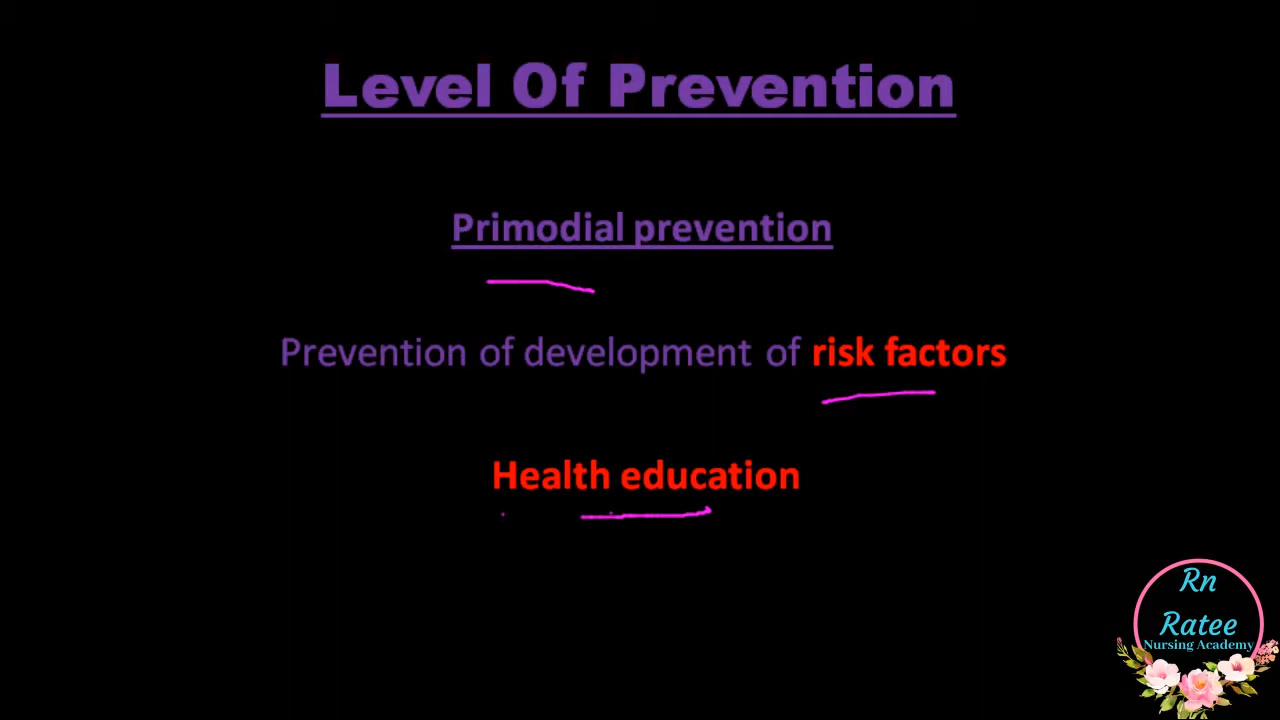 Level Of Prevention
Primodial prevention
Prevention of development of risk factors
Health education
Rn
Ratee
Nursing Academy